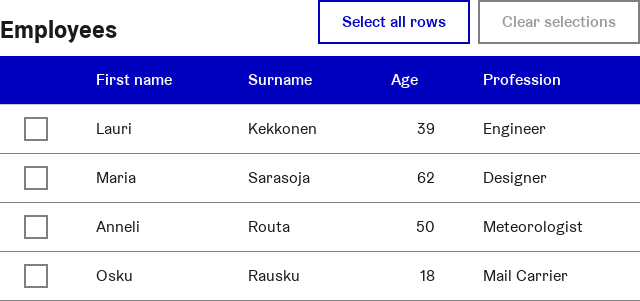 Employees
Select all rows Clear selections
First name Surname Age Profession
Lauri Kekkonen 39 Engineer
Maria Sarasoja 62 Designer
Anneli Routa 50 Meteorologist
Osku Rausku 18 Mail Carrier